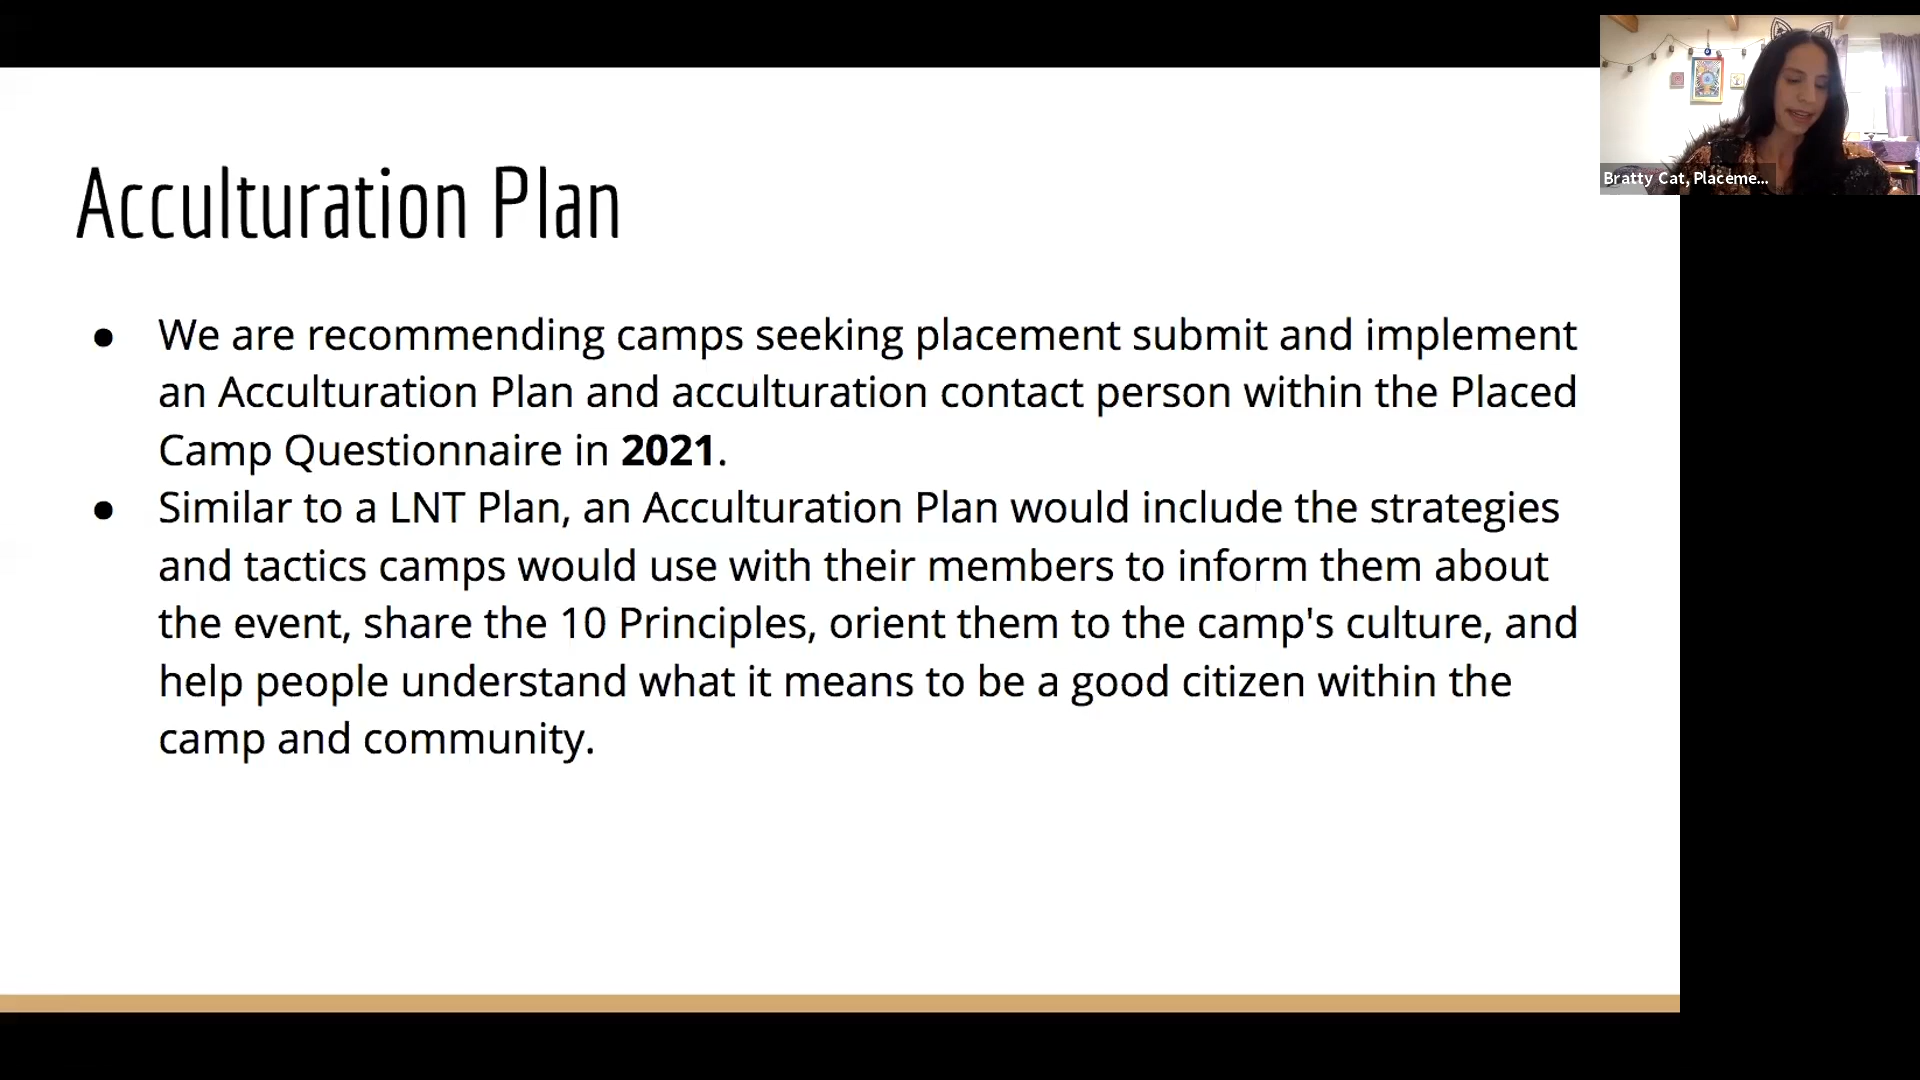 Bratty Cat, Placeme...
Acculturation Plan
● We are recommending camps seeking placement submit and implement
an Acculturation Plan and acculturation contact person within the Placed
Camp Questionnaire in 2021.
● Similar to a LNT Plan, an Acculturation Plan would include the strategies
and tactics camps would use with their members to inform them about
the event, share the 10 Principles, orient them to the camp's culture, and
help people understand what it means to be a good citizen within the
camp and community.